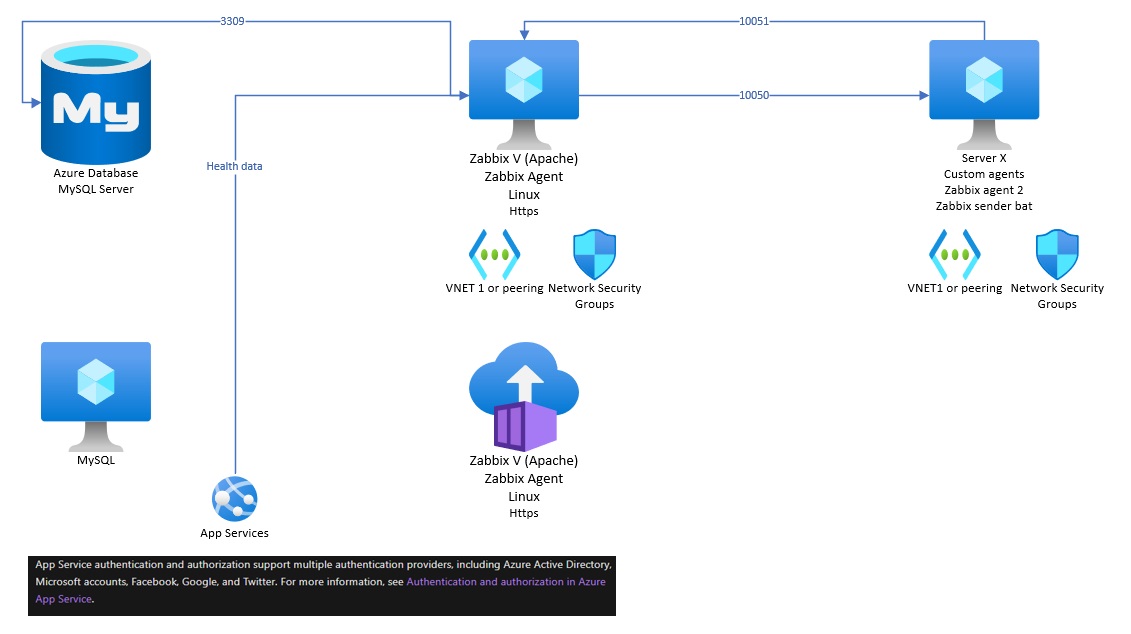 3309
10051
My
10050
Azure Database
MySQL Server
Health data
Zabbix V (Apache)
Zabbix Agent
Linux
Https
Server X
Custom agents
Zabbix agent 2
Zabbix sender bat
VNET 1 or peering
Network Security
Groups
VNET1 or peering
Network Security
Groups
MySQL
Zabbix V (Apache)
Zabbix Agent
Linux
Https
App Services
App Service authentication and authorization support multiple authentication providers, including Azure Active Directory,
Microsoft accounts, Facebook, Google, and Twitter. For more information, see Authentication and authorization in Azure
App Service.